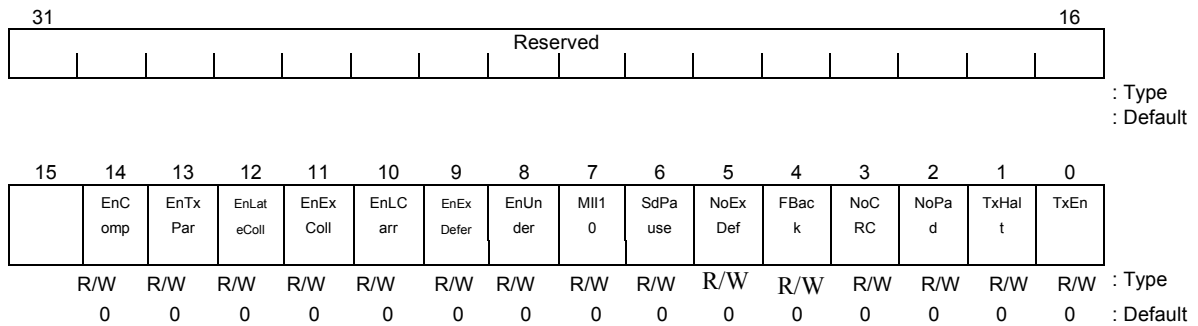 31 16
Reserved
: Type
: Default
15 14 13 12 11 10 9 8 7 6 5 4 3 2 1 0
EnC EnTx EnLat EnEx EnLC EnEx EnUn MII1 SdPa NoEx FBac NoC NoPa TxHal TxEn
omp Par eColl Coll arr Defer der 0 use Def k RC d t
R/W R/W R/W R/W R/W R/W R/W R/W R/W R/W R/W R/W R/W R/W R/W : Type
0 0 0 0 0 0 0 0 0 0 0 0 0 0 0 : Default